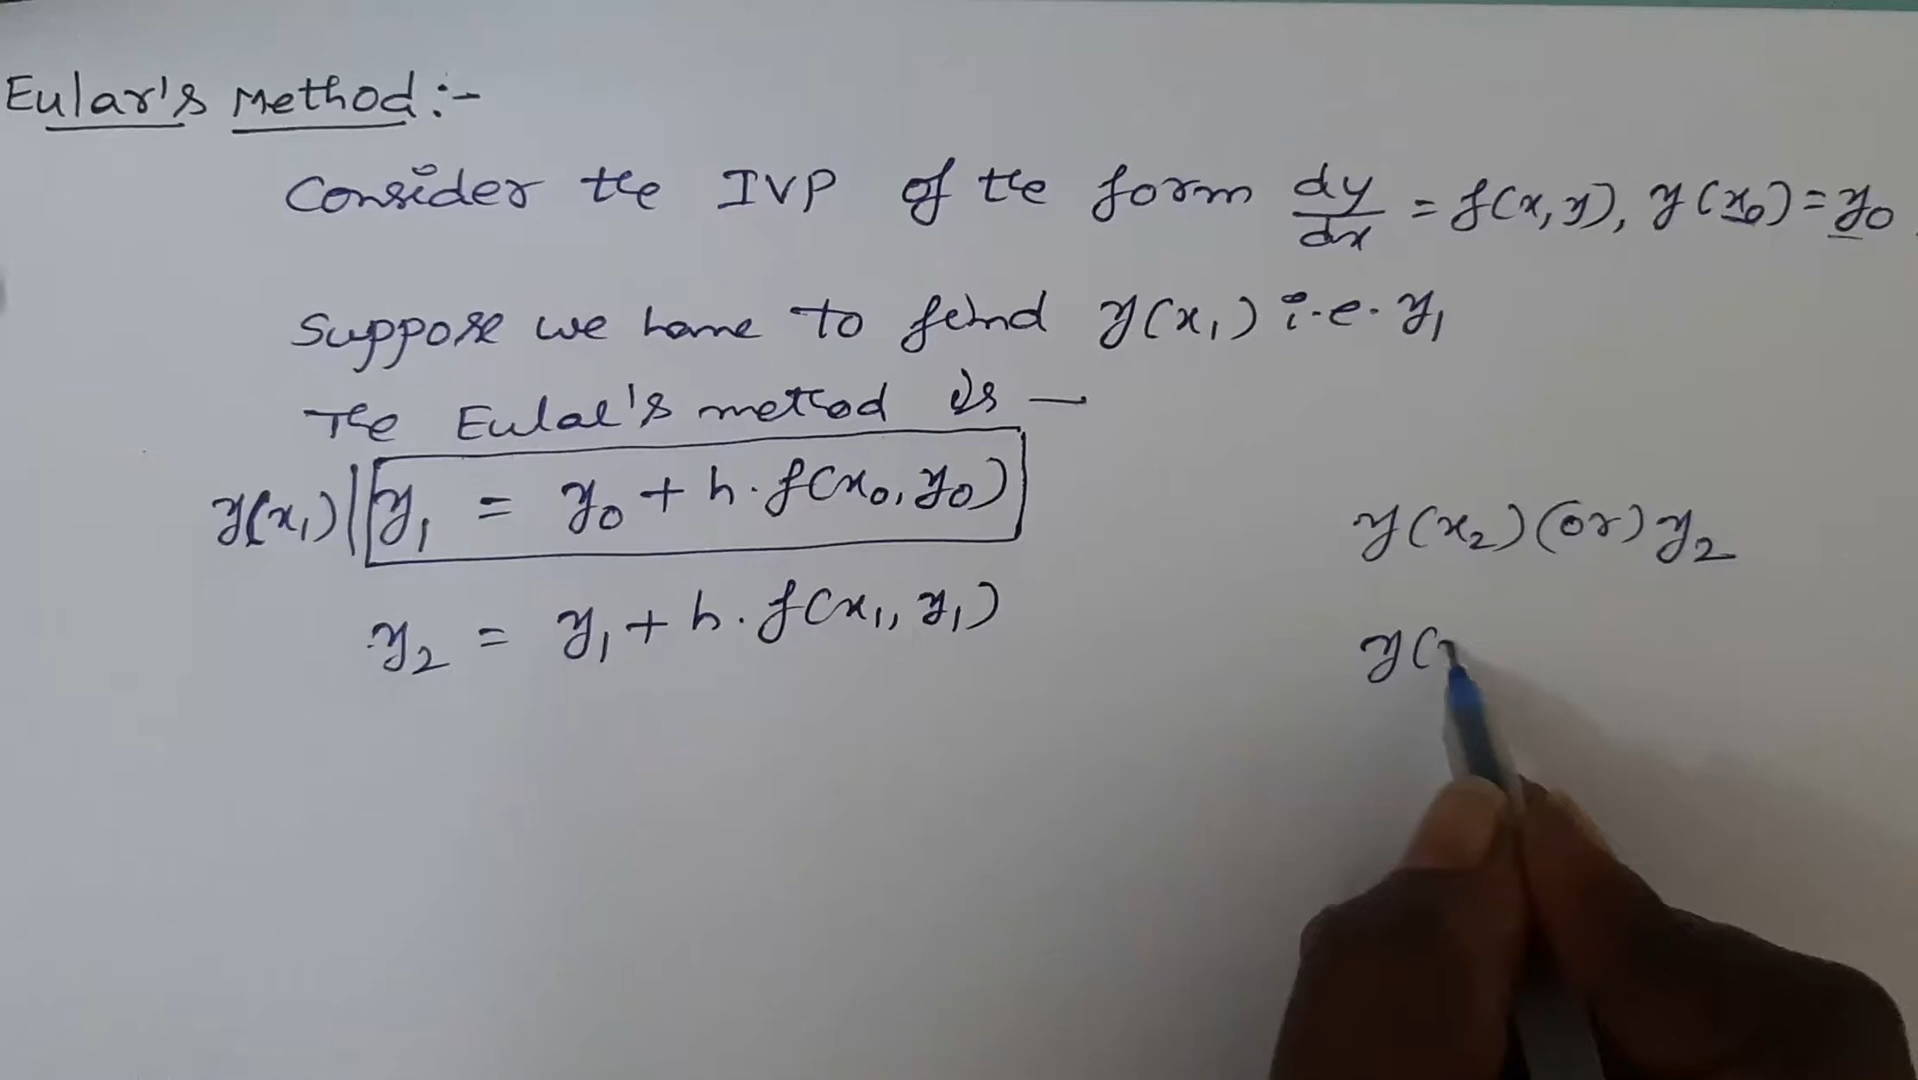 Eular's Method :-
Consider the IVP of the form dy/dx = f(x, y), y(x₀) = y₀.
Suppose we have to find y(x₁) i.e. y₁
The Eular's method is —
y(x₁) | y₁ = y₀ + h. f(x₀, y₀)
y(x₂) (or) y₂
y₂ = y₁ + h. f(x₁, y₁)
y(